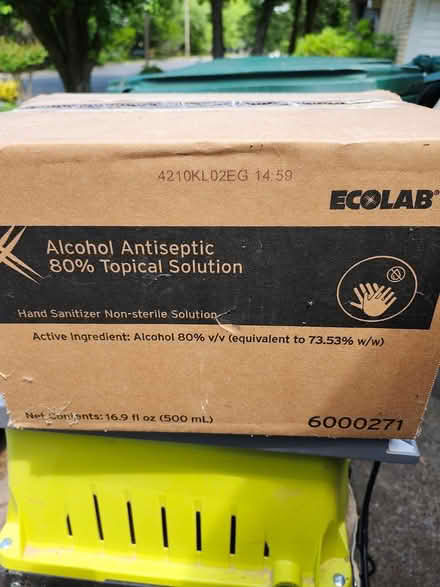 4210KL02EG 14:59
ECOLAB®
Alcohol Antiseptic
80% Topical Solution
Hand Sanitizer Non-sterile Solution
Active Ingredient: Alcohol 80% v/v (equivalent to 73.53% w/w)
Net Contents: 16.9 fl oz (500 mL)
6000271